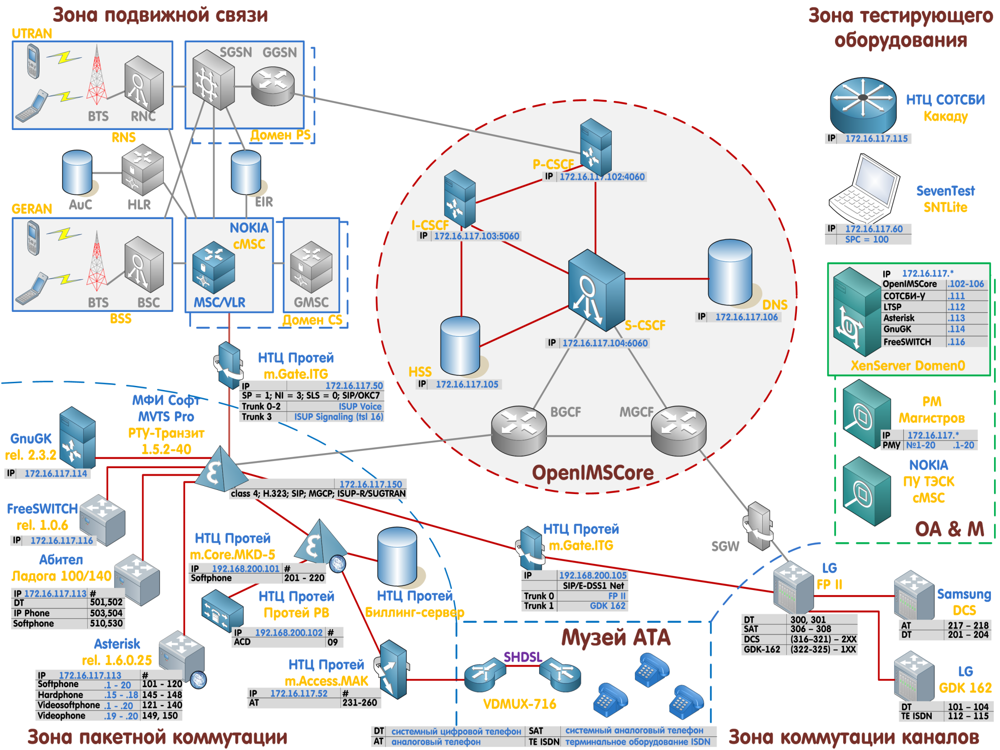 Зона подвижной связи
UTRAN
SGSN GGSN
BTS RNC
RNS
Домен PS
AuC HLR EIR
GERAN
NOKIA
cMSC
BTS BSC
MSC/VLR
GMSC
BSS
Домен CS
НТЦ Протей
m.Gate.ITG
IP 172.16.117.50
SP = 1; NI = 3; SLS = 0; SIP/ОКС7
Trunk 0-2 ISUP Voice
Trunk 3 ISUP Signaling (tsl 16)
P-CSCF
IP 172.16.117.102:4060
I-CSCF
IP 172.16.117.103:5060
DNS
IP 172.16.117.106
S-CSCF
IP 172.16.117.104:6060
HSS
IP 172.16.117.105
BGCF MGCF
OpenIMSCore
Зона тестирующего
оборудования
НТЦ СОТСБИ
Какаду
IP 172.16.117.115
SevenTest
SNTLite
IP 172.16.117.60
SPC = 100
IP 172.16.117.*
OpenIMSCore .102-106
СОТСБИ-У .111
LTSP .112
Asterisk .113
GnuGK .114
FreeSWITCH .116
XenServer Domen0
РМ
Магистров
IP 172.16.117.*
РМУ №1-20 .1-20
NOKIA
ПУ ТЭСК
cMSC
OA & M
МФИ Софт
MVTS Pro
РТУ-Транзит
1.5.2-40
GnuGK
rel. 2.3.2
IP 172.16.117.114
172.16.117.150
class 4; H.323; SIP; MGCP; ISUP-R/SUGTRAN
FreeSWITCH
rel. 1.0.6
IP 172.16.117.116
Абител
Ладога 100/140
IP 172.16.117.113 #
DT 501,502
IP Phone 503,504
Softphone 510,530
Asterisk
rel. 1.6.0.25
IP 172.16.117.113 #
Softphone .1 - 20 101 - 120
Hardphone .15 - .18 145 - 148
Videosoftphone .1 - .20 121 - 140
Videophone .19 - .20 149, 150
НТЦ Протей
m.Core.MKD-5
IP 192.168.200.101 #
Softphone 201 - 220
НТЦ Протей
Протей РВ
IP 192.168.200.102 #
ACD 09
НТЦ Протей
Биллинг-сервер
НТЦ Протей
m.Access.MAK
IP 172.16.117.52 #
AT 231-260
НТЦ Протей
m.Gate.ITG
IP 192.168.200.105
SIP/E-DSS1 Net
Trunk 0 FP II
Trunk 1 GDK 162
SGW
LG
FP II
DT 300, 301
SAT 306 – 308
DCS (316–321) – 2XX
GDK-162 (322-325) – 1XX
Samsung
DCS
AT 217 – 218
DT 201 – 204
LG
GDK 162
DT 101 – 104
TE ISDN 112 – 115
Музей АТА
SHDSL
VDMUX-716
DT системный цифровой телефон SAT системный аналоговый телефон
AT аналоговый телефон TE ISDN терминальное оборудование ISDN
Зона пакетной коммутации
Зона коммутации каналов